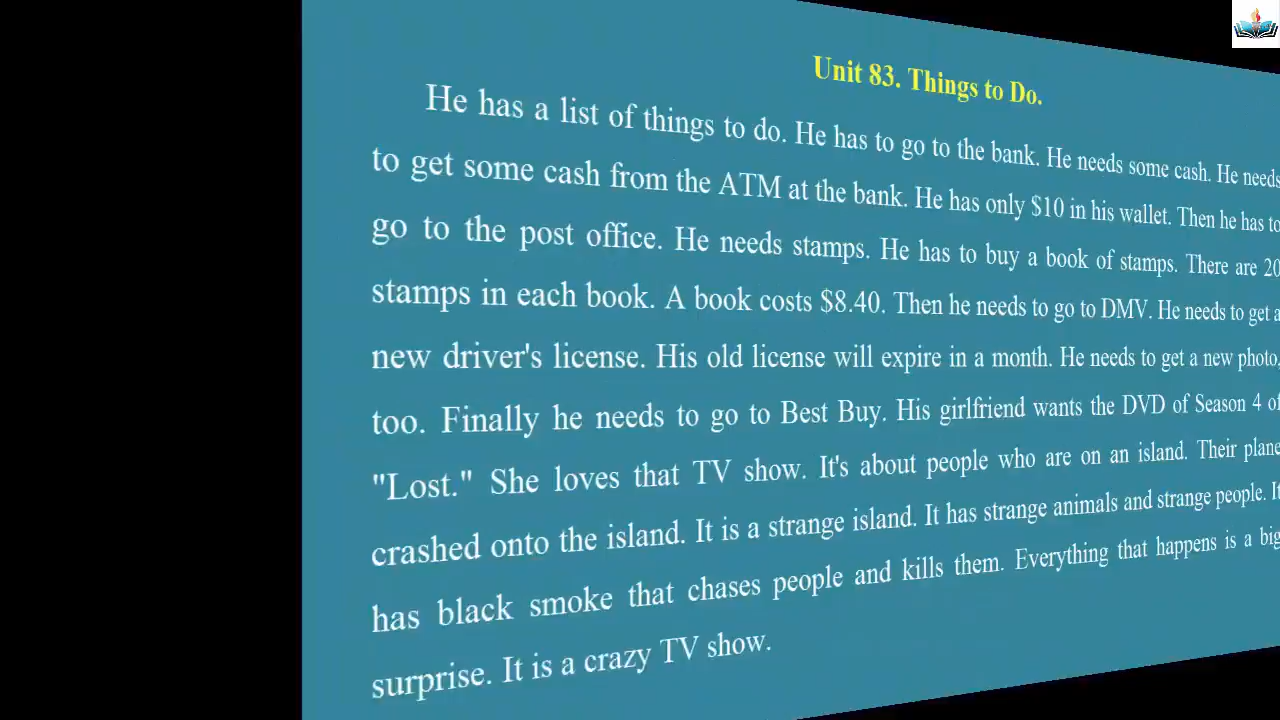 Unit 83. Things to Do.
He has a list of things to do. He has to go to the bank. He needs some cash. He needs
to get some cash from the ATM at the bank. He has only $10 in his wallet. Then he has to
go to the post office. He needs stamps. He has to buy a book of stamps. There are 20
stamps in each book. A book costs $8.40. Then he needs to go to DMV. He needs to get a
new driver's license. His old license will expire in a month. He needs to get a new photo,
too. Finally he needs to go to Best Buy. His girlfriend wants the DVD of Season 4 of
"Lost." She loves that TV show. It's about people who are on an island. Their plane
crashed onto the island. It is a strange island. It has strange animals and strange people. It
has black smoke that chases people and kills them. Everything that happens is a big
surprise. It is a crazy TV show.